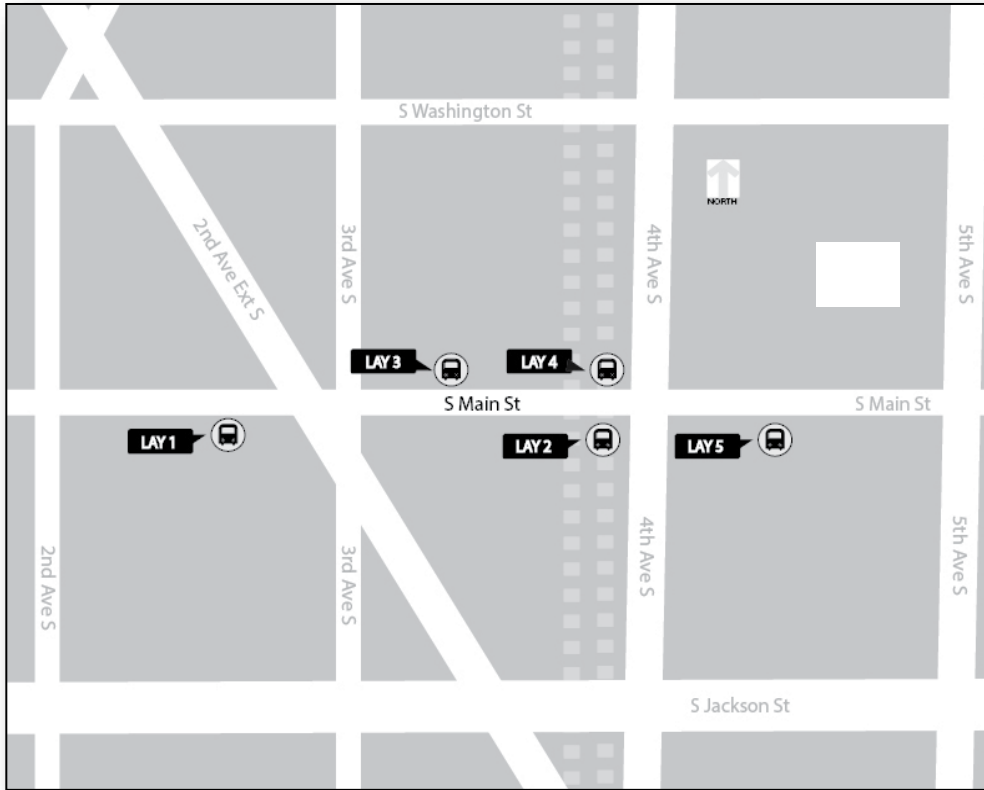 S Washington St
NORTH
2nd Ave Ext S
3rd Ave S
4th Ave S
5th Ave S
LAY 3
LAY 4
S Main St
S Main St
LAY 1
LAY 2
LAY 5
2nd Ave S
3rd Ave S
4th Ave S
5th Ave S
S Jackson St